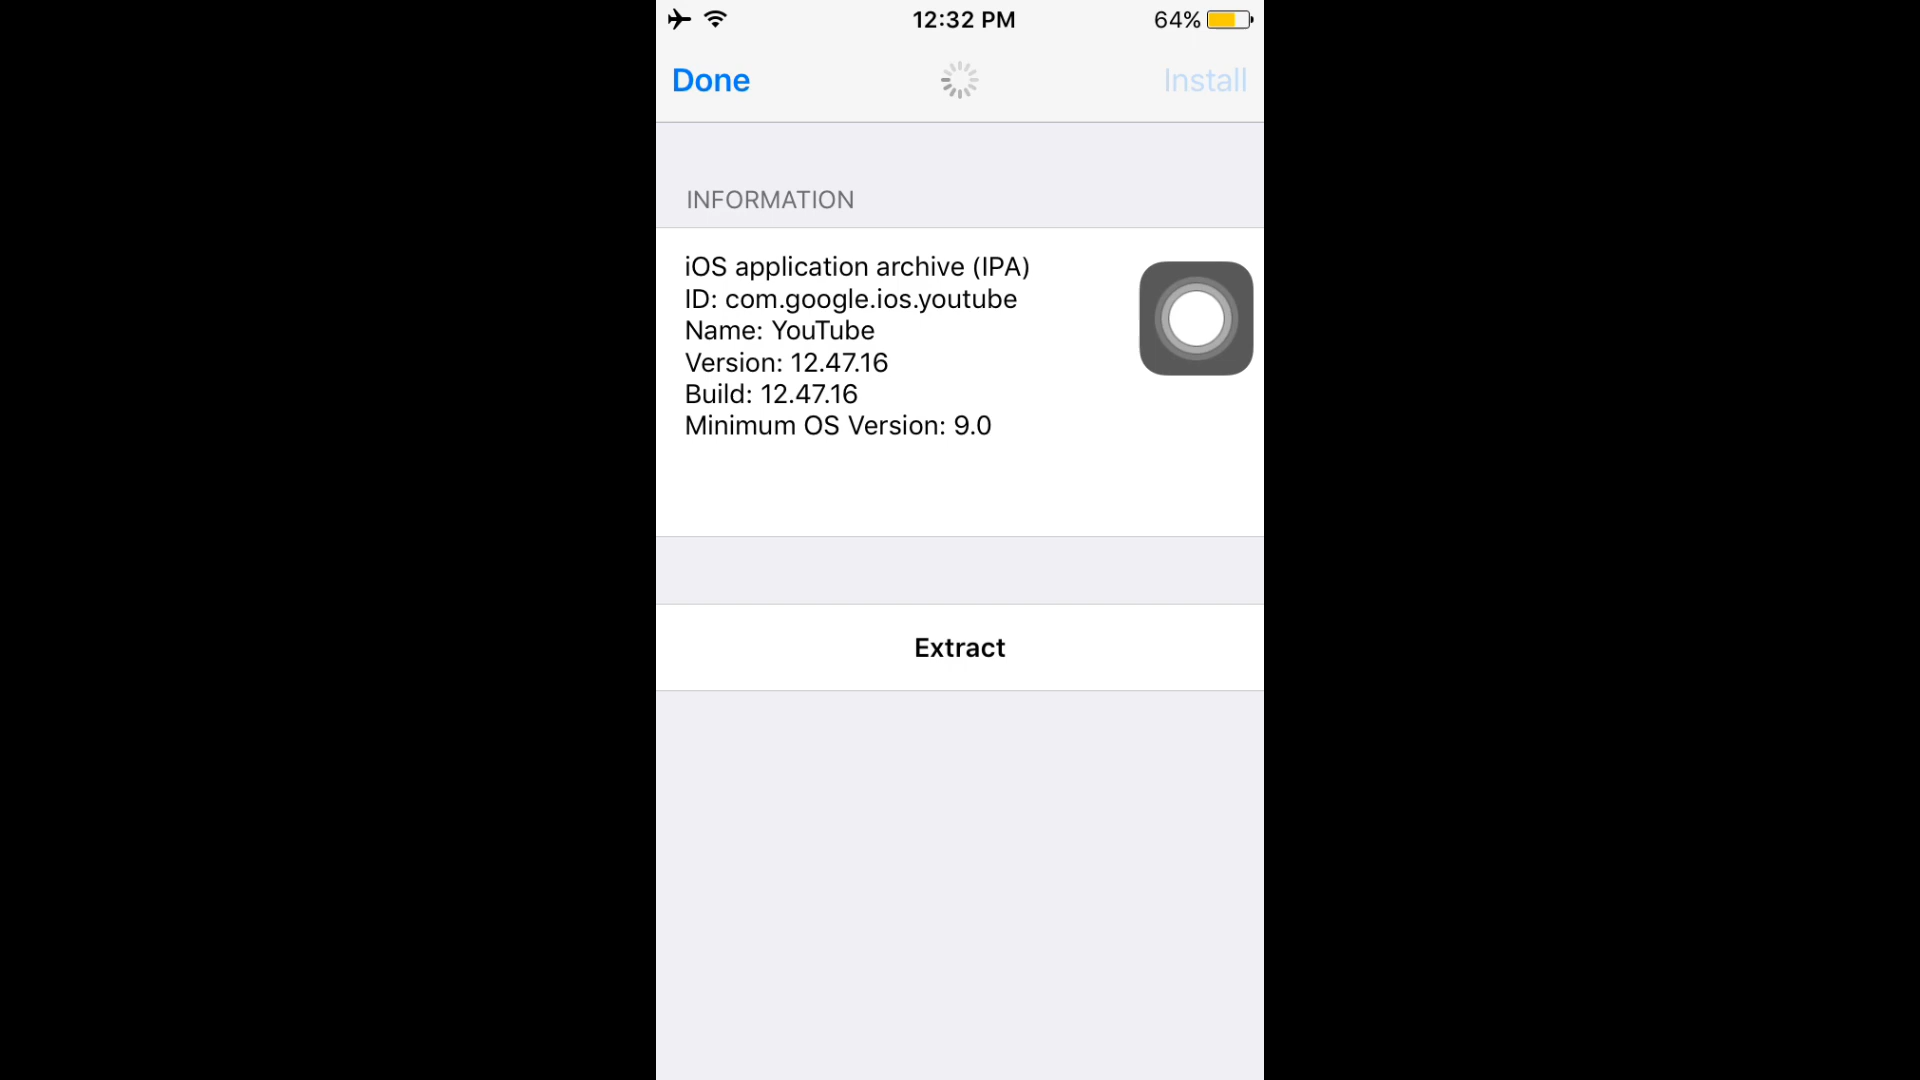 12:32 PM
64%
Done
Install
INFORMATION
iOS application archive (IPA)
ID: com.google.ios.youtube
Name: YouTube
Version: 12.47.16
Build: 12.47.16
Minimum OS Version: 9.0
Extract